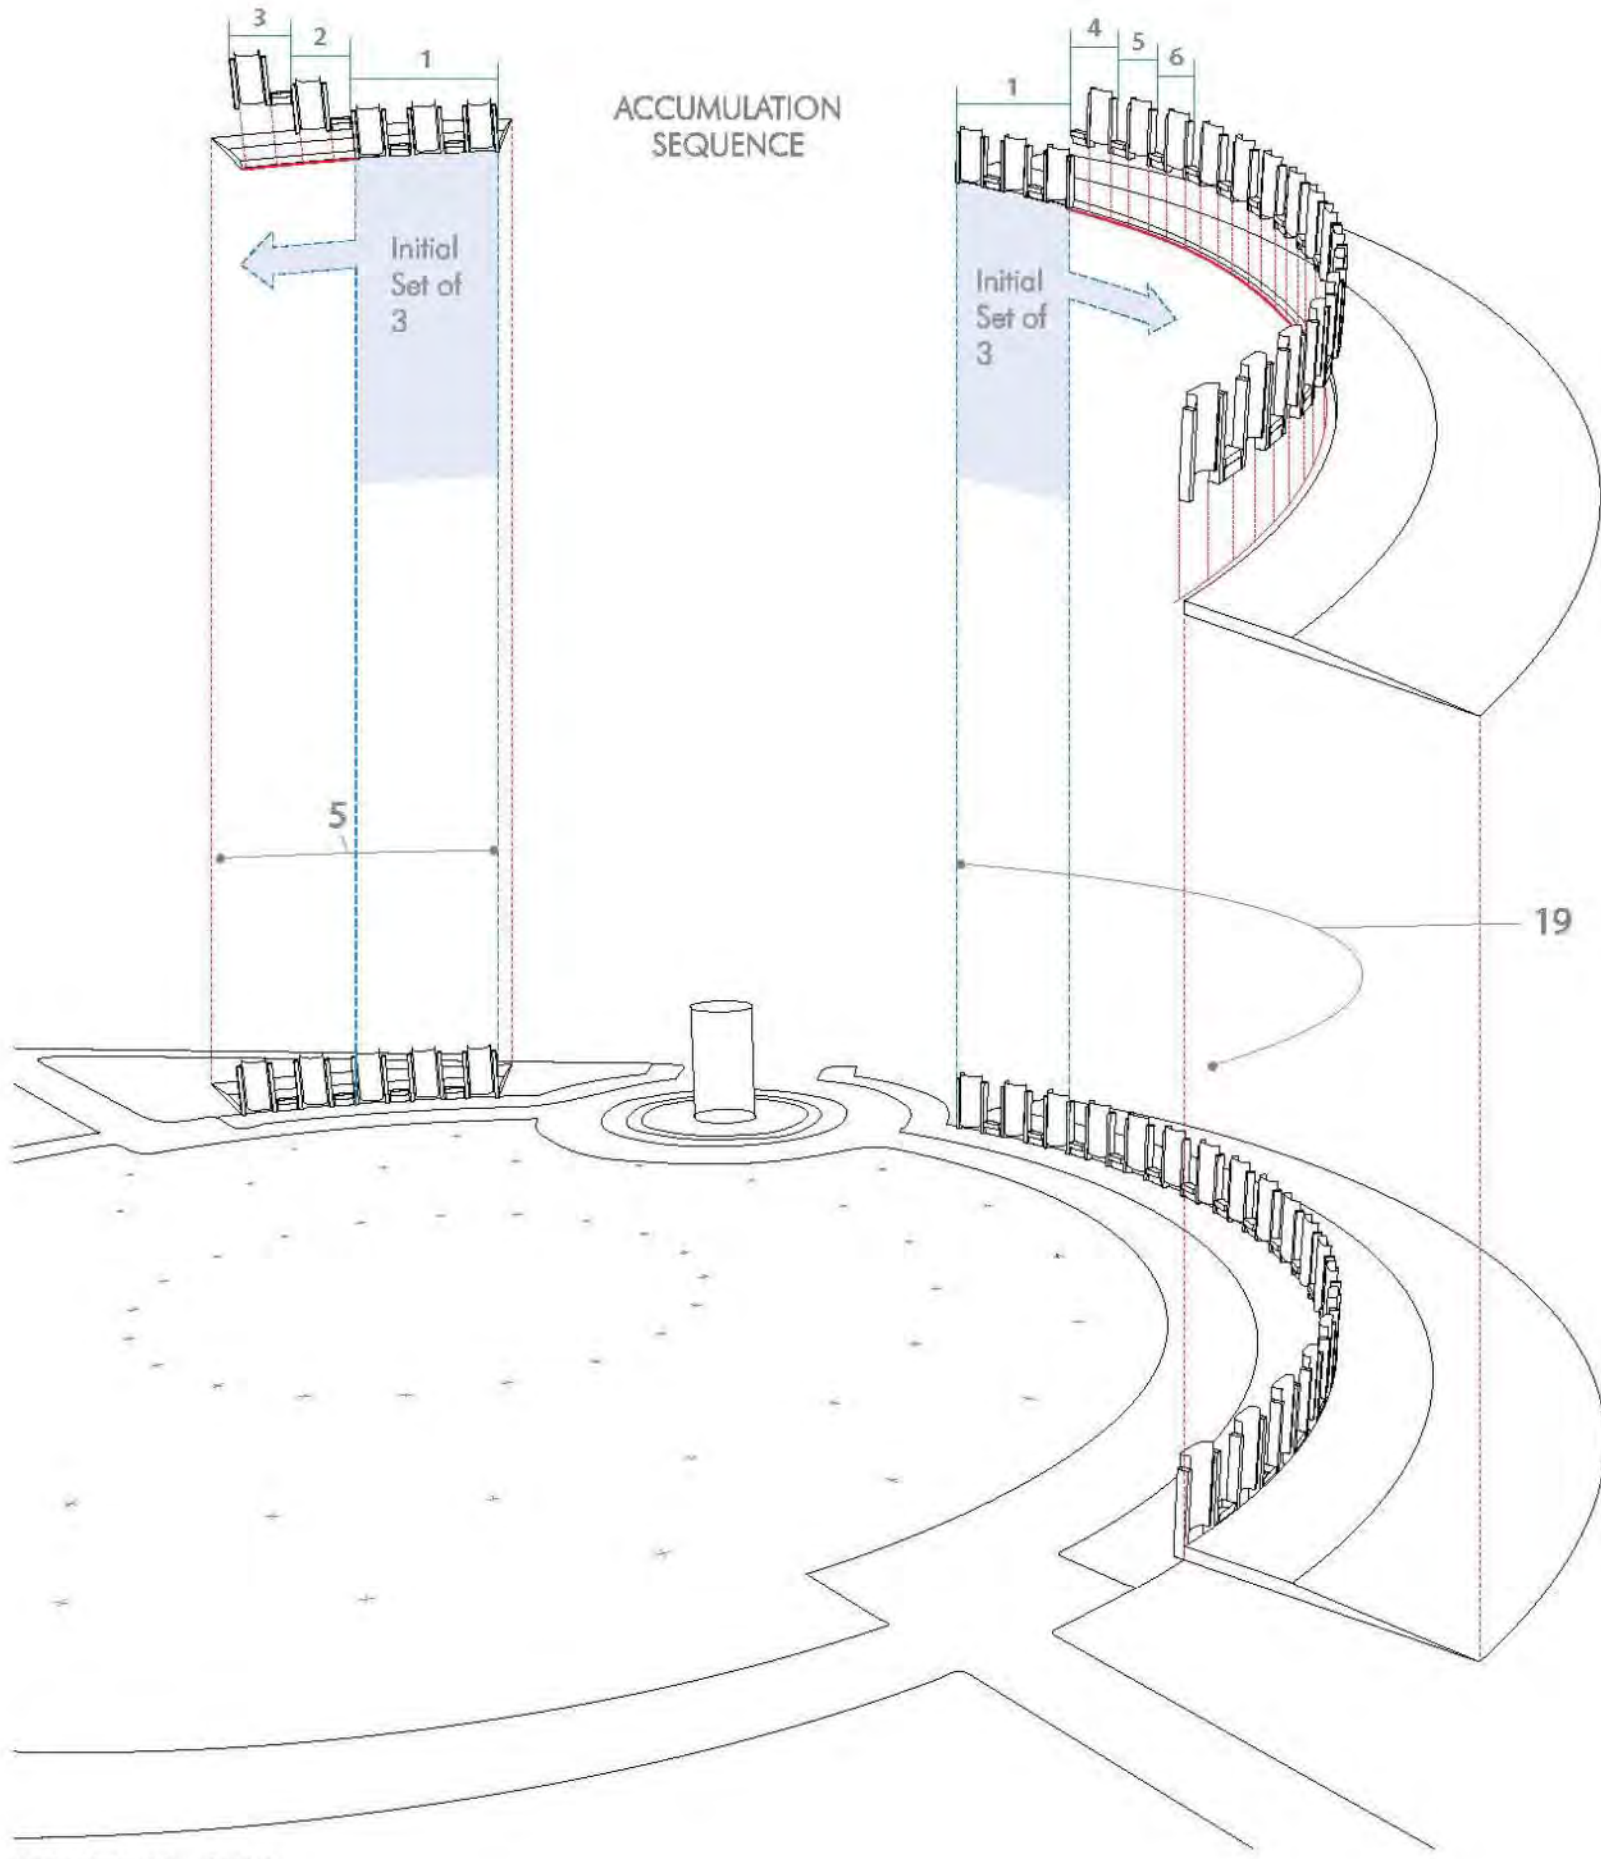 3
2
1
ACCUMULATION
SEQUENCE
4
5
6
1
Initial
Set of
3
Initial
Set of
3
5
19